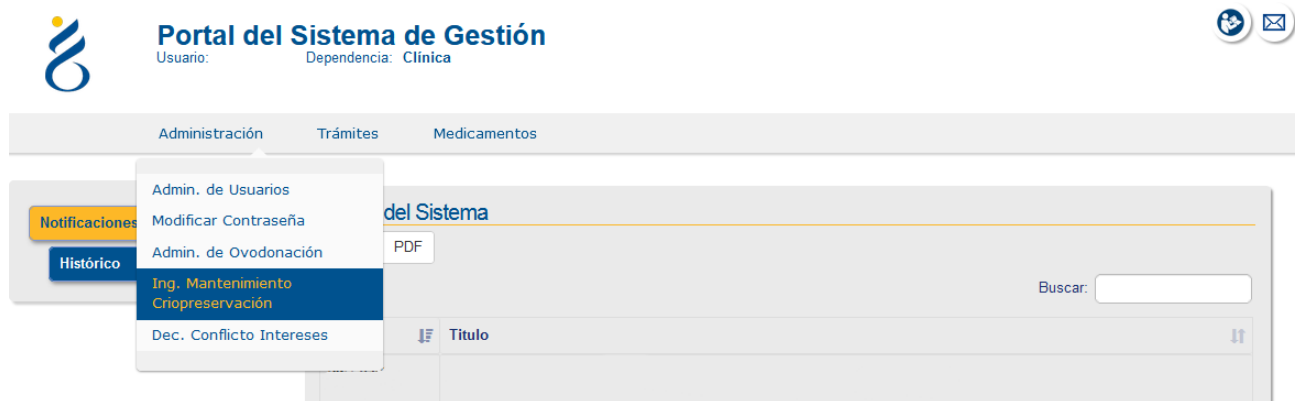 Portal del Sistema de Gestión
Usuario: Dependencia: Clínica
Administración Trámites Medicamentos
Admin. de Usuarios
Modificar Contraseña
Admin. de Ovodonación
Ing. Mantenimiento
Criopreservación
Dec. Conflicto Intereses
Notificaciones
Histórico
del Sistema
PDF
Buscar:
Titulo